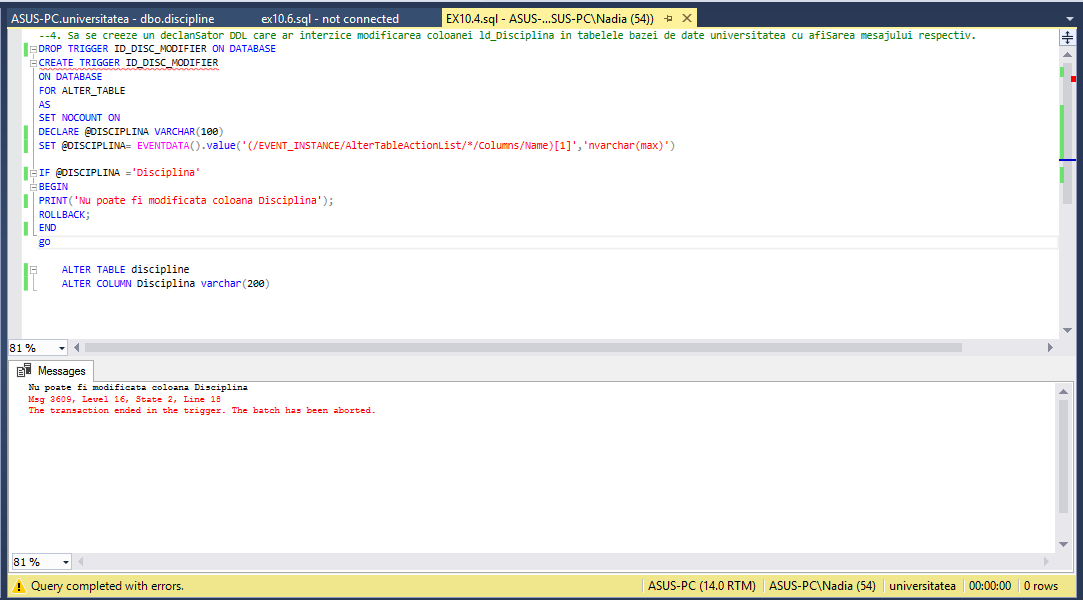 ASUS-PC.universitatea - dbo.discipline ex10.6.sql - not connected EX10.4.sql - ASUS-...SUS-PC\Nadia (54))
--4. Sa se creeze un declanSator DDL care ar interzice modificarea coloanei ld_Disciplina in tabelele bazei de date universitatea cu afiSarea mesajului respectiv.
DROP TRIGGER ID_DISC_MODIFIER ON DATABASE
CREATE TRIGGER ID_DISC_MODIFIER
ON DATABASE
FOR ALTER_TABLE
AS
SET NOCOUNT ON
DECLARE @DISCIPLINA VARCHAR(100)
SET @DISCIPLINA= EVENTDATA().value('(/EVENT_INSTANCE/AlterTableActionList/*/Columns/Name)[1]','nvarchar(max)')
IF @DISCIPLINA ='Disciplina'
BEGIN
PRINT('Nu poate fi modificata coloana Disciplina');
ROLLBACK;
END
go
ALTER TABLE discipline
ALTER COLUMN Disciplina varchar(200)
81 %
Messages
Nu poate fi modificata coloana Disciplina
Msg 3609, Level 16, State 2, Line 18
The transaction ended in the trigger. The batch has been aborted.
81 %
Query completed with errors. ASUS-PC (14.0 RTM) ASUS-PC\Nadia (54) universitatea 00:00:00 0 rows